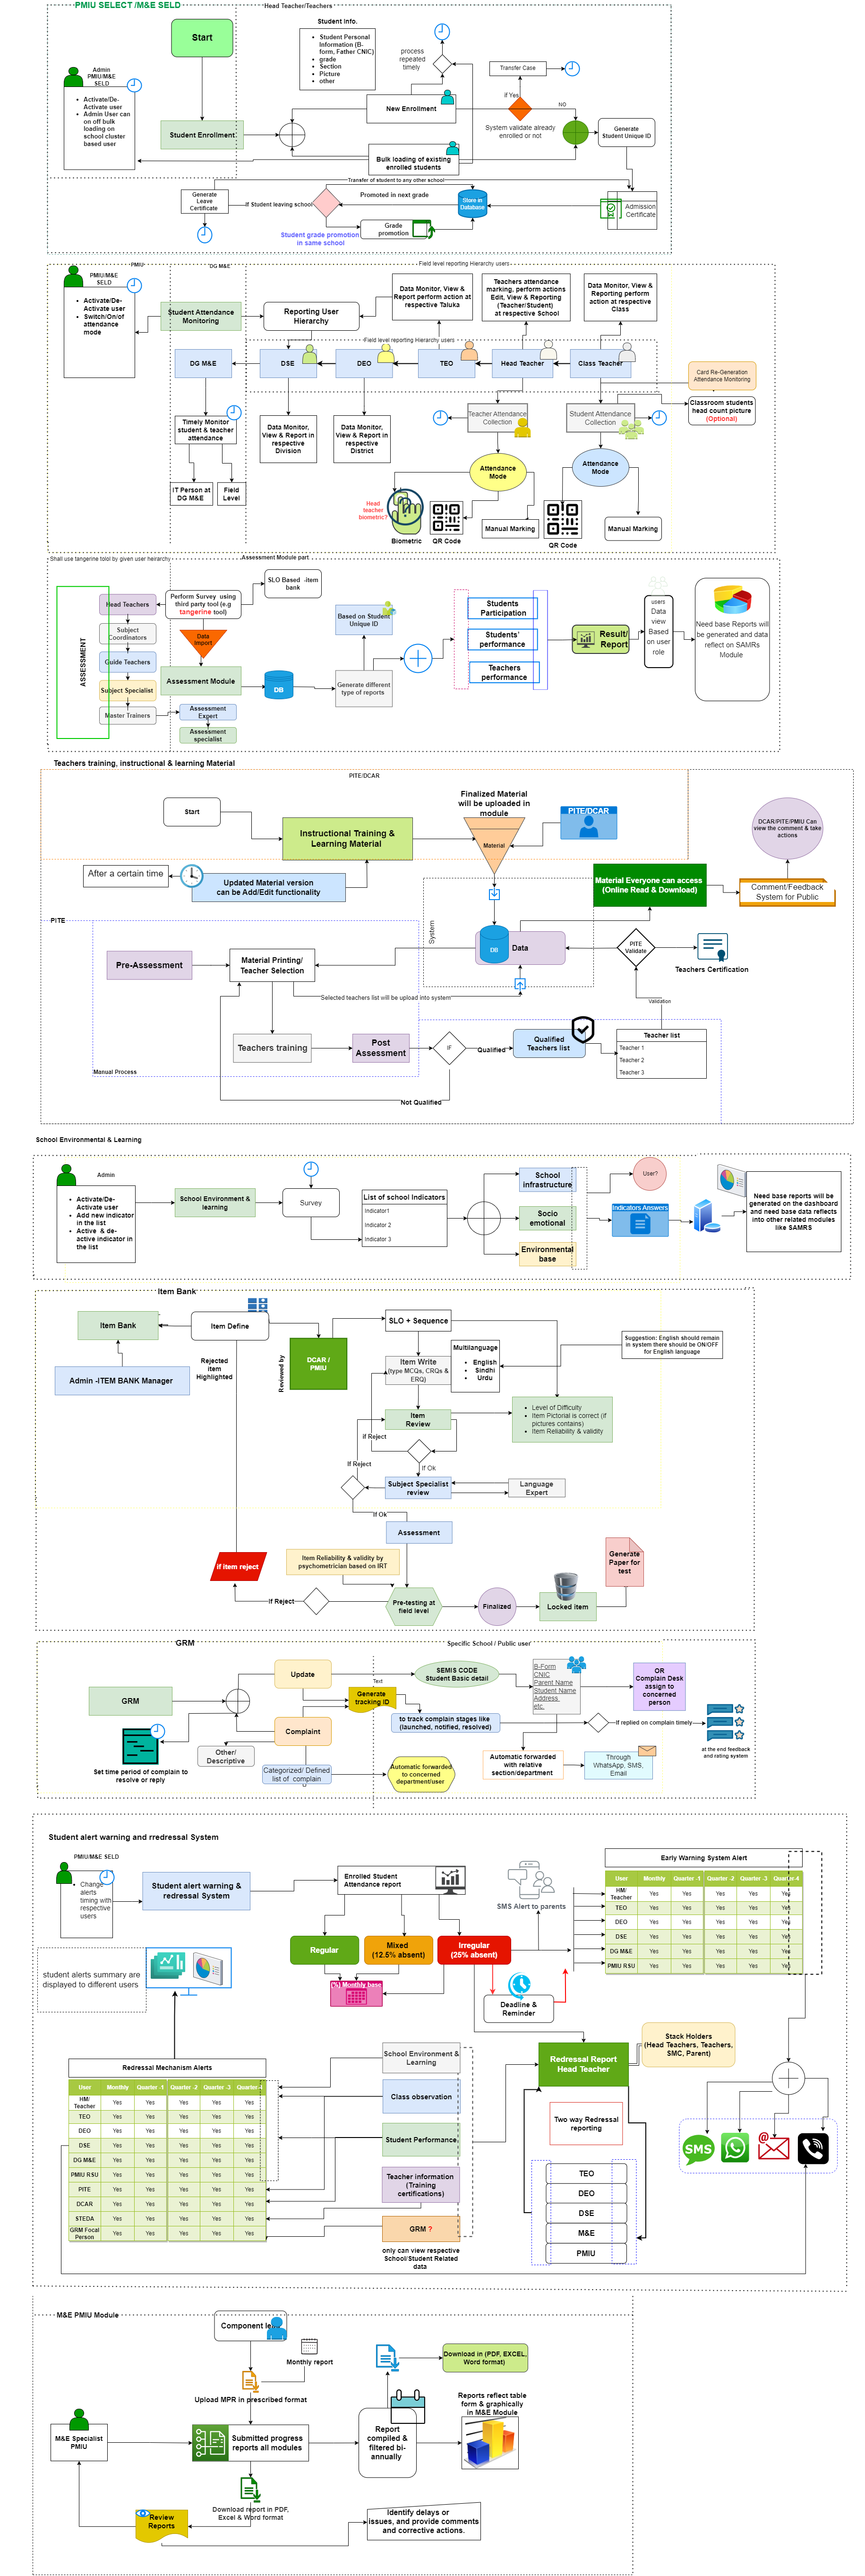 PMIU SELECT /M&E SELD
Head Teacher/Teachers
Start
Student Info.
Student Personal
Information (B-
form, Father CNIC)
grade
Section
Picture
other
process
repeated
timely
Transfer Case
Admin
PMIU/M&E
SELD
Activate/De-
Activate user
Admin User can
on off bulk
loading on
school cluster
based user
New Enrollment
If Yes
NO
System validate already
enrolled or not
Generate
Student Unique ID
Student Enrollment
Bulk loading of existing
enrolled students
Transfer of student to any other school
Generate
Leave
Certificate
If Student leaving school
Promoted in next grade
Store in
Database
Admission
Certificate
Student grade promotion
in same school
Grade
promotion
PMIU
DG M&E
Field level reporting Hierarchy users
PMIU/M&E
SELD
Activate/De-
Activate user
Switch/On/of
attendance
mode
Student Attendance
Monitoring
Reporting User
Hierarchy
Data Monitor, View &
Report perform action at
respective Taluka
Teachers attendance
marking, perform actions
Edit, View & Reporting
(Teacher/Student)
at respective School
Data Monitor, View &
Reporting perform
action at respective
Class
Field level reporting Hierarchy users
DG M&E
DSE
DEO
TEO
Head Teacher
Class Teacher
Card Re-Generation
Attendance Monitoring
Classroom students
head count picture
(Optional)
Timely Monitor
student & teacher
attendance
Data Monitor,
View & Report in
respective
Division
Data Monitor,
View & Report in
respective
District
Teacher Attendance
Collection
Student Attendance
Collection
Attendance
Mode
Attendance
Mode
IT Person at
DG M&E
Field
Level
Head
teacher
biometric?
Biometric
QR Code
Manual Marking
QR Code
Manual Marking
Shall use tangerine tolol by given user heirarchy
Assessment Module part
ASSESSMENT
Head Teachers
Subject
Coordinators
Guide Teachers
Subject Specialist
Master Trainers
Perform Survey using
third party tool (e.g
tangerine tool)
Data
Import
SLO Based -item
bank
Assessment Module
Assessment
Expert
Assessment
specialist
DB
Based on Student
Unique ID
Generate different
type of reports
Students
Participation
Students'
performance
Teachers
performance
Result/
Report
users
Data
view
Based
on user
role
Need base Reports will
be generated and data
reflect on SAMRs
Module
Teachers training, instructional & learning Material
PITE/DCAR
Start
Instructional Training &
Learning Material
Finalized Material
will be uploaded in
module
Material
PITE/DCAR
DCAR/PITE/PMIU Can
view the comment & take
actions
After a certain time
Updated Material version
can be Add/Edit functionality
Material Everyone can access
(Online Read & Download)
Comment/Feedback
System for Public
PITE
System
DB
Data
PITE
Validate
Teachers Certification
Pre-Assessment
Material Printing/
Teacher Selection
Selected teachers list will be upload into system
Validation
Teachers training
Post
Assessment
IF
Qualified
Qualified
Teachers list
Teacher list
Teacher 1
Teacher 2
Teacher 3
Manual Process
Not Qualified
School Environmental & Learning
Admin
Activate/De-
Activate user
Add new indicator
in the list
Active & de-
active indicator in
the list
School Environment &
learning
Survey
List of school Indicators
Indicator1
Indicator 2
Indicator 3
School
infrastructure
Socio
emotional
Environmental
base
User?
Indicators Answers
Need base reports will be
generated on the dashboard
and need base data reflects
into other related modules
like SAMRS
Item Bank
Item Bank
Item Define
Admin -ITEM BANK Manager
Rejected
item
Highlighted
Reviewed by
DCAR /
PMIU
SLO + Sequence
Item Write
(type MCQs, CRQs &
ERQ)
Multilanguage
English
Sindhi
Urdu
Suggestion: English should remain
in system there should be ON/OFF
for English language
Item
Review
Level of Difficulty
Item Pictorial is correct (if
pictures contains)
Item Reliability & validity
if Reject
If Reject
If Ok
Subject Specialist
review
Language
Expert
If Ok
Assessment
if item reject
Item Reliability & validity by
psychometrician based on IRT
Generate
Paper for
test
If Reject
Pre-testing at
field level
Finalized
Locked item
GRM
Specific School / Public user
GRM
Update
Text
Generate
tracking ID
SEMIS CODE
Student Basic detail
B-Form
CNIC
Parent Name
Student Name
Address
etc.
OR
Complain Desk
assign to
concerned
person
Complaint
to track complain stages like
(launched, notified, resolved)
If replied on complain timely
at the end feedback
and rating system
Set time period of complain to
resolve or reply
Other/
Descriptive
Categorized/ Defined
list of complain
Automatic forwarded
to concerned
department/user
Automatic forwarded
with relative
section/department
Through
WhatsApp, SMS,
Email
Student alert warning and rredressal System
PMIU/M&E SELD
Change
alerts
timing with
respective
users
Student alert warning &
redressal System
Enrolled Student
Attendance report
SMS Alert to parents
Early Warning System Alert
User Monthly Quarter -1 Quarter -2 Quarter -3 Quarter-4
HM/
Teacher Yes Yes Yes Yes Yes
TEO Yes Yes Yes Yes Yes
DEO Yes Yes Yes Yes Yes
DSE Yes Yes Yes Yes Yes
DG M&E Yes Yes Yes Yes Yes
PMIU RSU Yes Yes Yes Yes Yes
Regular
Mixed
(12.5% absent)
Irregular
(25% absent)
student alerts summary are
displayed to different users
Monthly base
Deadline &
Reminder
Redressal Mechanism Alerts
User Monthly Quarter -1 Quarter -2 Quarter -3
HM/
Teacher Yes Yes Yes Yes Yes
TEO Yes Yes Yes Yes Yes
DEO Yes Yes Yes Yes Yes
DSE Yes Yes Yes Yes Yes
DG M&E Yes Yes Yes Yes Yes
PMIU RSU Yes Yes Yes Yes Yes
PITE Yes Yes Yes Yes Yes
DCAR Yes Yes Yes Yes Yes
STEDA Yes Yes Yes Yes Yes
GRM Focal
Person Yes Yes Yes Yes Yes
School Environment &
Learning
Class observation
Student Performance
Teacher information
(Training
certifications)
GRM ?
only can view respective
School/Student Related
data
Redressal Report
Head Teacher
Stack Holders
(Head Teachers, Teachers,
SMC, Parent)
Two way Redressal
reporting
TEO
DEO
DSE
M&E
PMIU
SMS
M&E PMIU Module
Monthly report
Upload MPR in prescribed format
Download in (PDF, EXCEL,
Word format)
M&E Specialist
PMIU
Submitted progress
reports all modules
Report
compiled &
filtered bi-
annually
Reports reflect table
form & graphically
in M&E Module
Download report in PDF,
Excel & Word format
Review
Reports
Identify delays or
issues, and provide comments
and corrective actions.